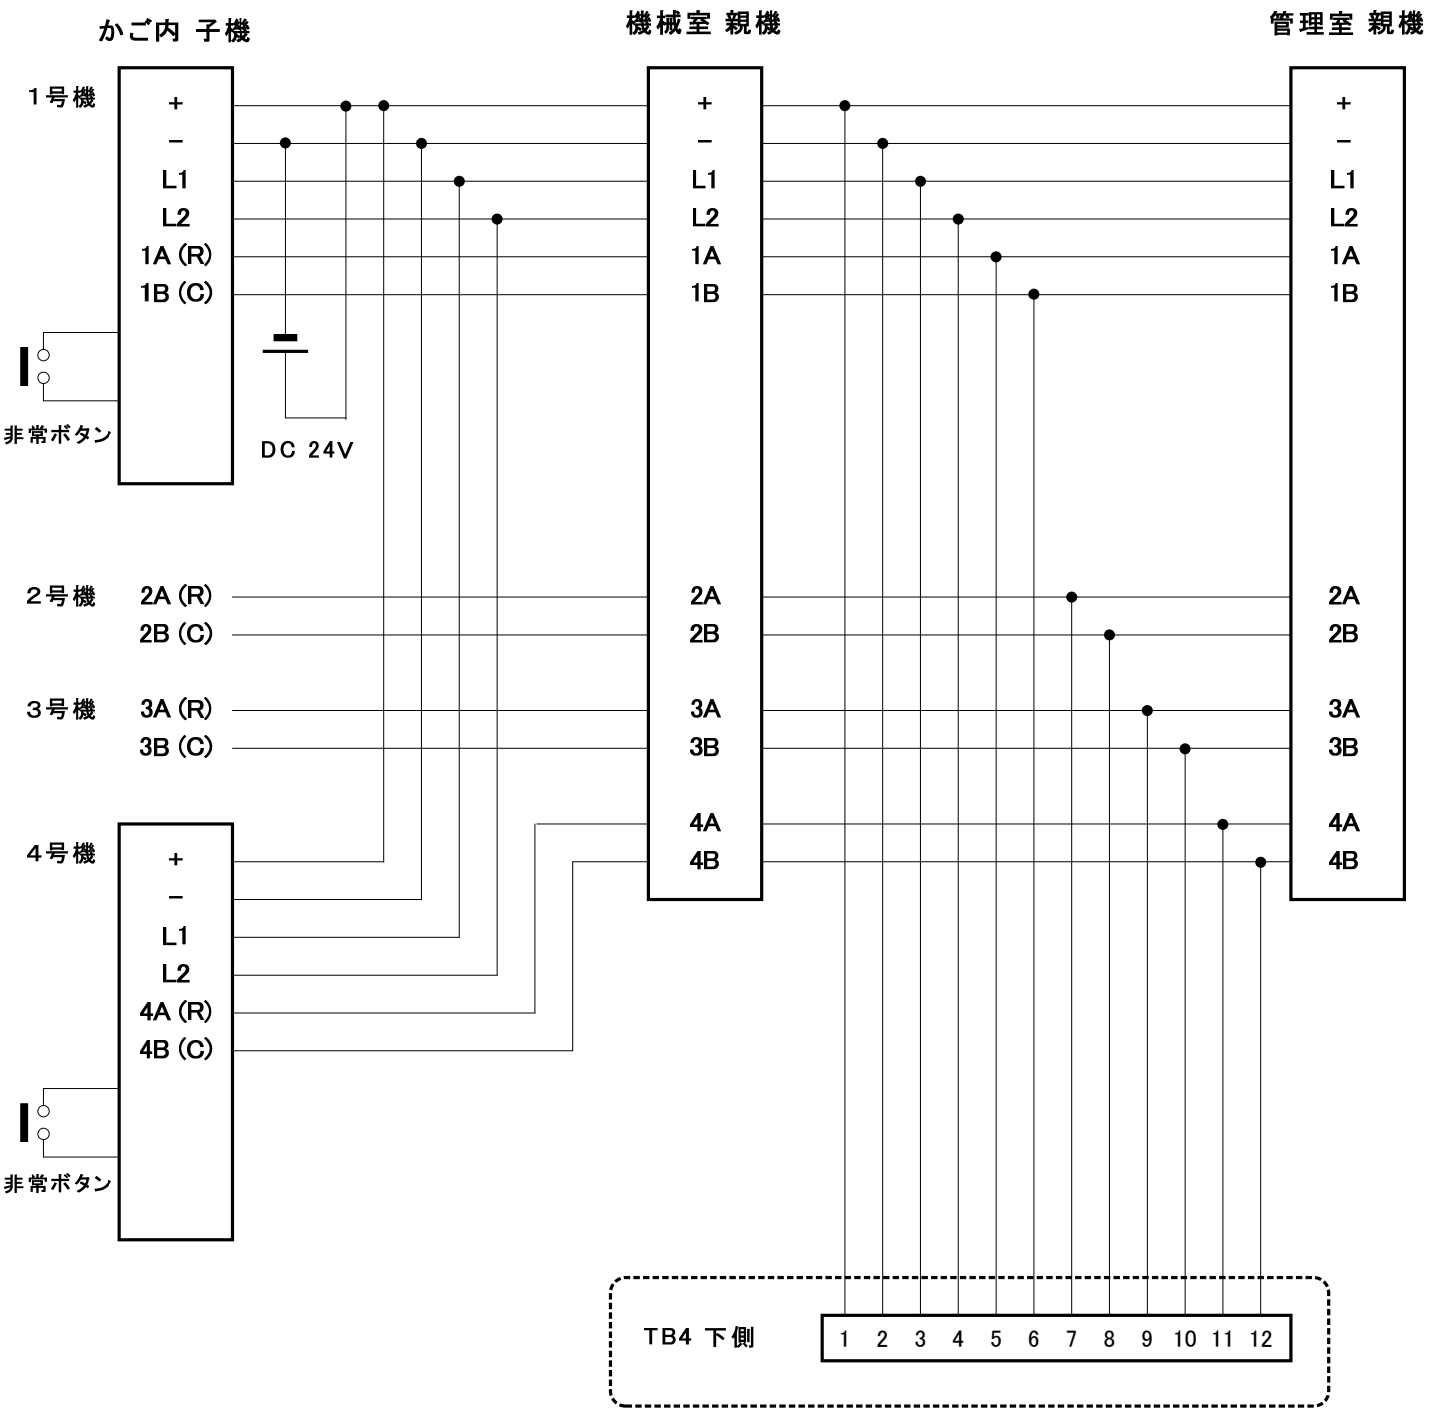 かご内 子機 機械室 親機 管理室 親機
1号機 + + +
− − −
L1 L1 L1
L2 L2 L2
1A (R) 1A 1A
1B (C) 1B 1B
非常ボタン
DC 24V
2号機 2A (R) 2A 2A
2B (C) 2B 2B
3号機 3A (R) 3A 3A
3B (C) 3B 3B
4A 4A
4号機 + 4B 4B
−
L1
L2
4A (R)
4B (C)
非常ボタン
TB4 下側 1 2 3 4 5 6 7 8 9 10 11 12